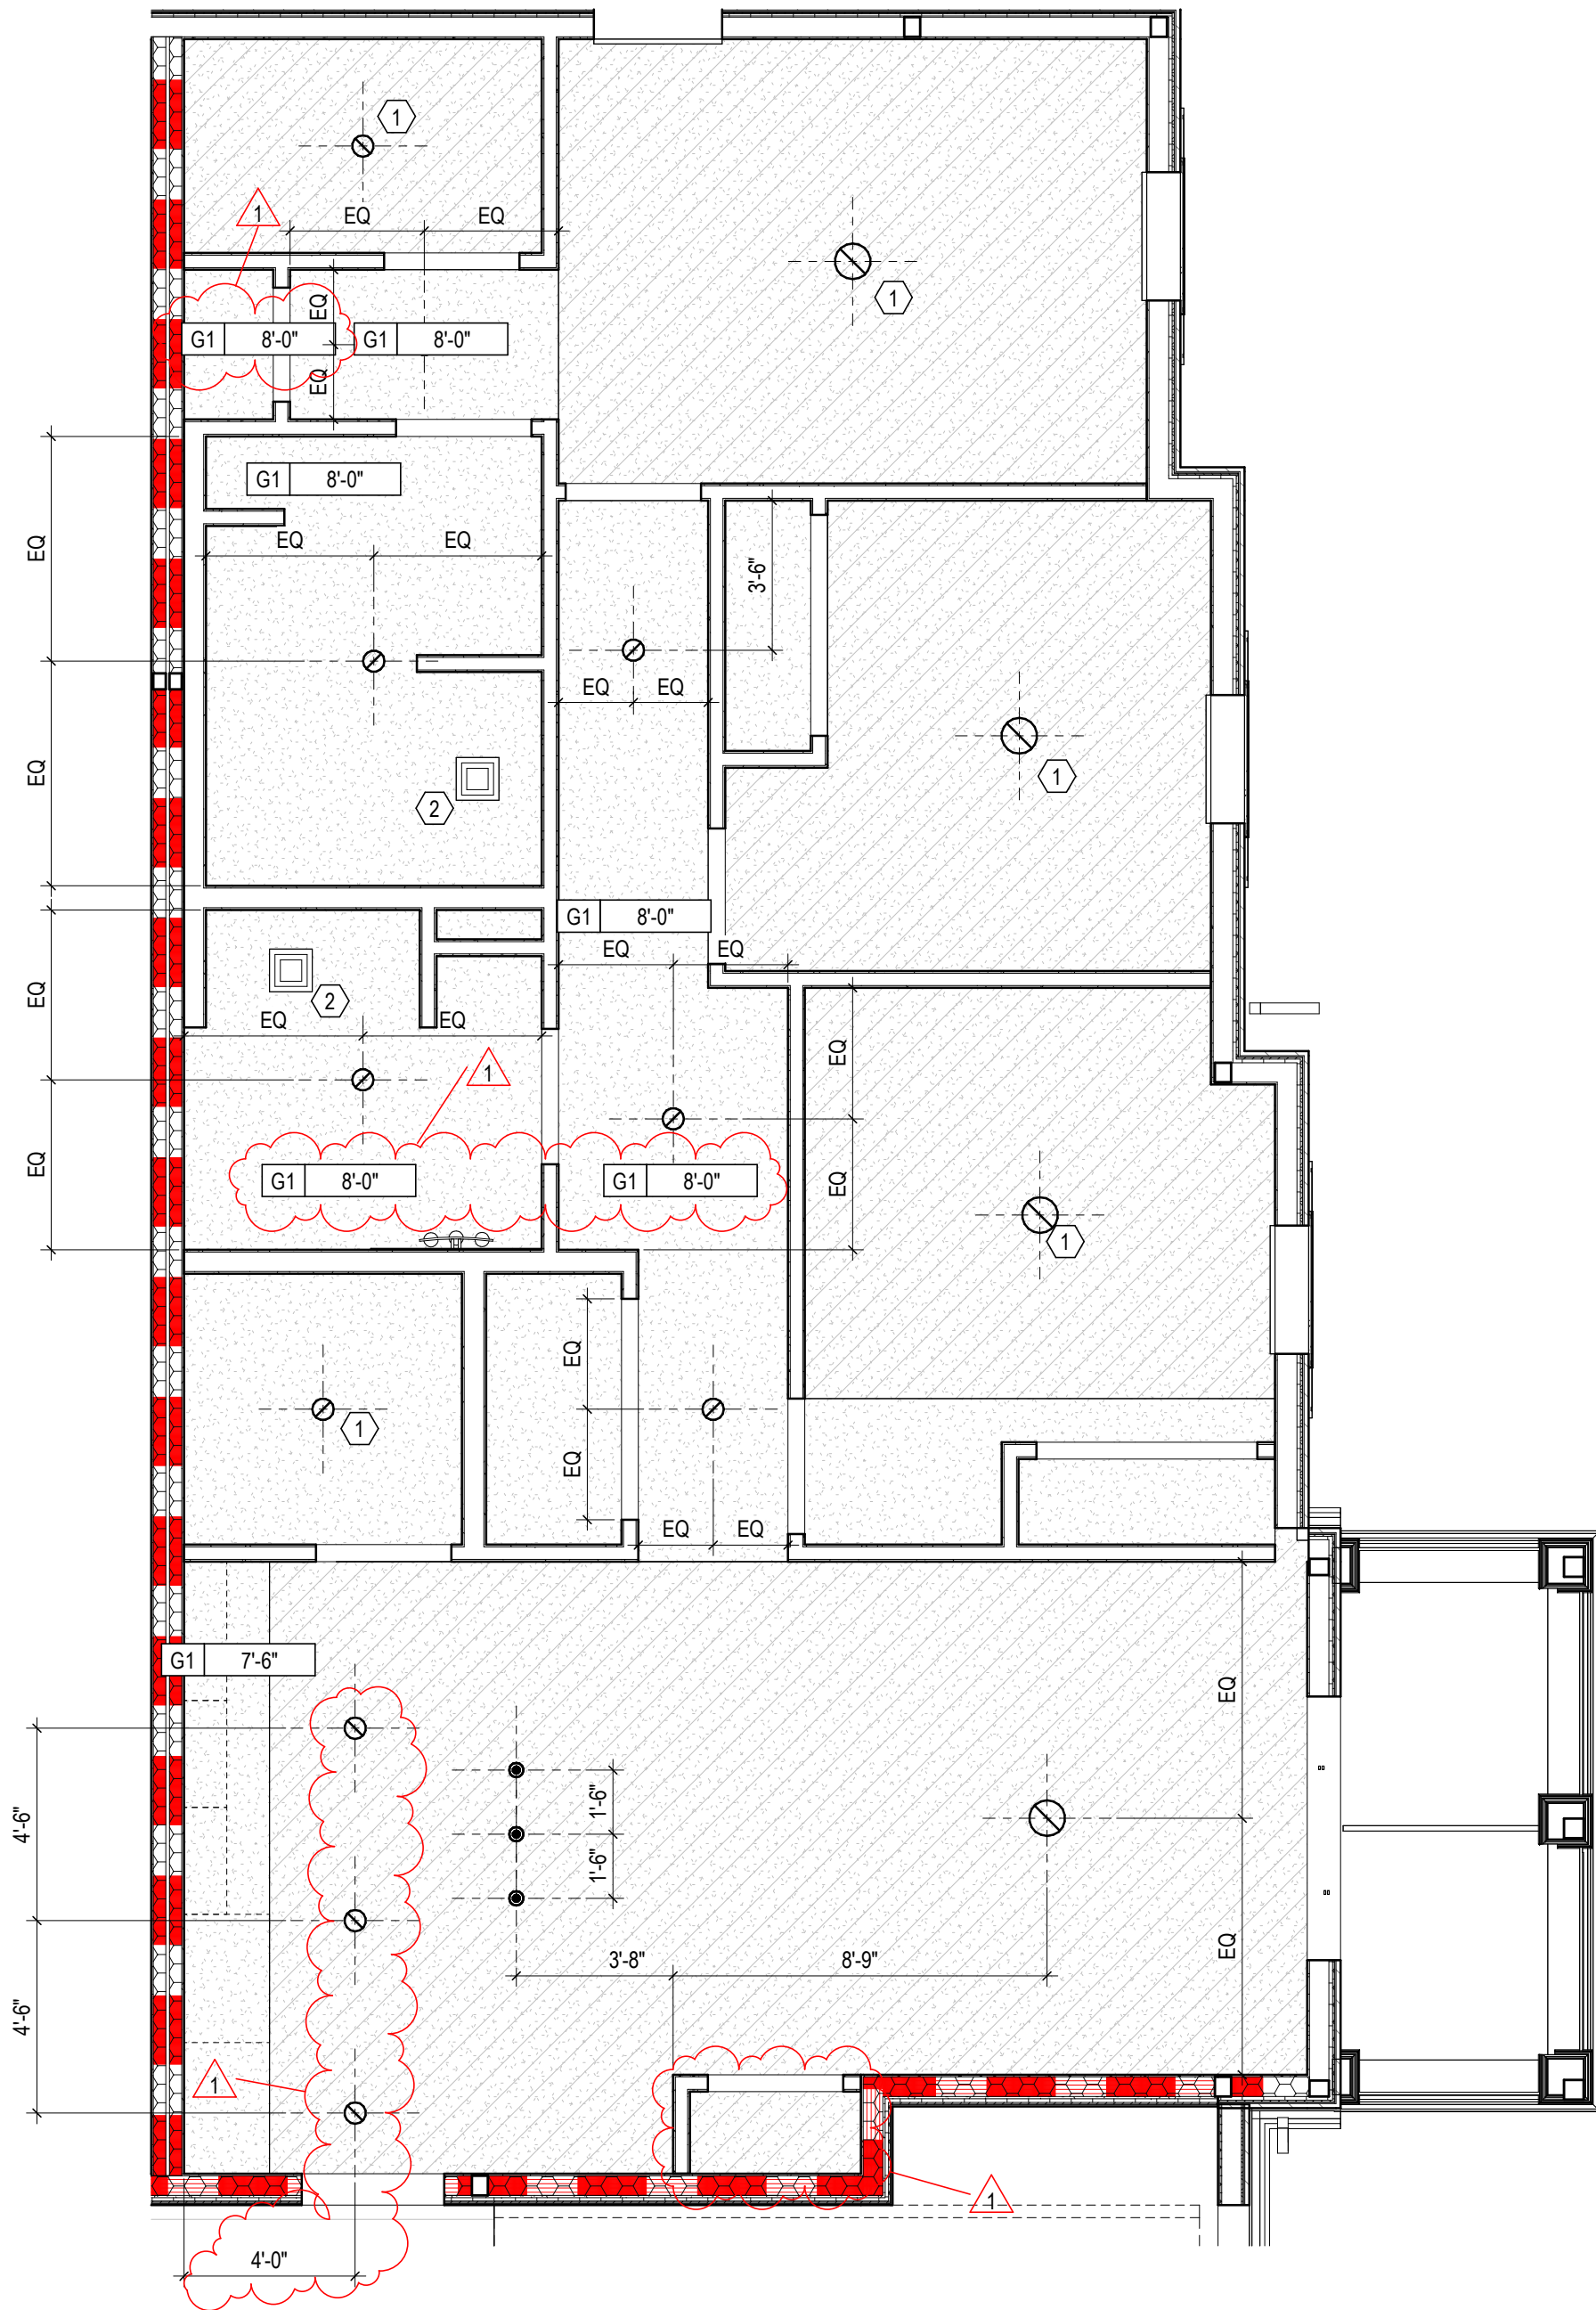 1
1
EQ
EQ
1
EQ
G1 8'-0"
G1 8'-0"
EQ
G1 8'-0"
EQ
EQ
EQ
3'-6"
EQ
EQ
EQ
1
2
G1 8'-0"
EQ
EQ
EQ
2
EQ
EQ
EQ
1
EQ
G1 8'-0"
G1 8'-0"
EQ
1
EQ
1
EQ
EQ
EQ
G1 7'-6"
EQ
4'-6"
1'-6"
1'-6"
EQ
3'-8"
8'-9"
4'-6"
1
1
4'-0"